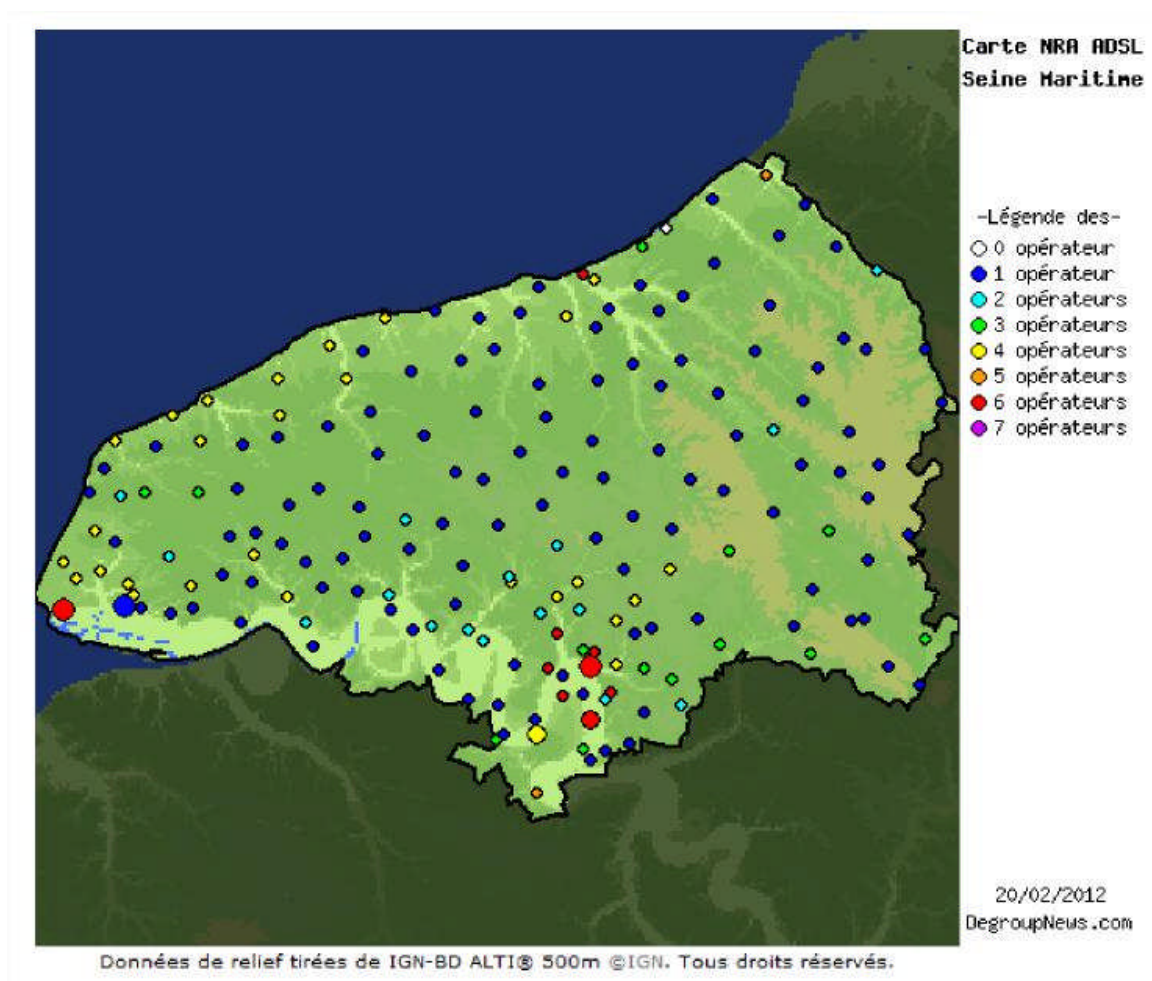 Carte NRA ADSL
Seine Maritime
-Légende des-
0 opérateur
1 opérateur
2 opérateurs
3 opérateurs
4 opérateurs
5 opérateurs
6 opérateurs
7 opérateurs
20/02/2012
DegroupNews.com
Données de relief tirées de IGN-BD ALTI® 500m ©IGN. Tous droits réservés.